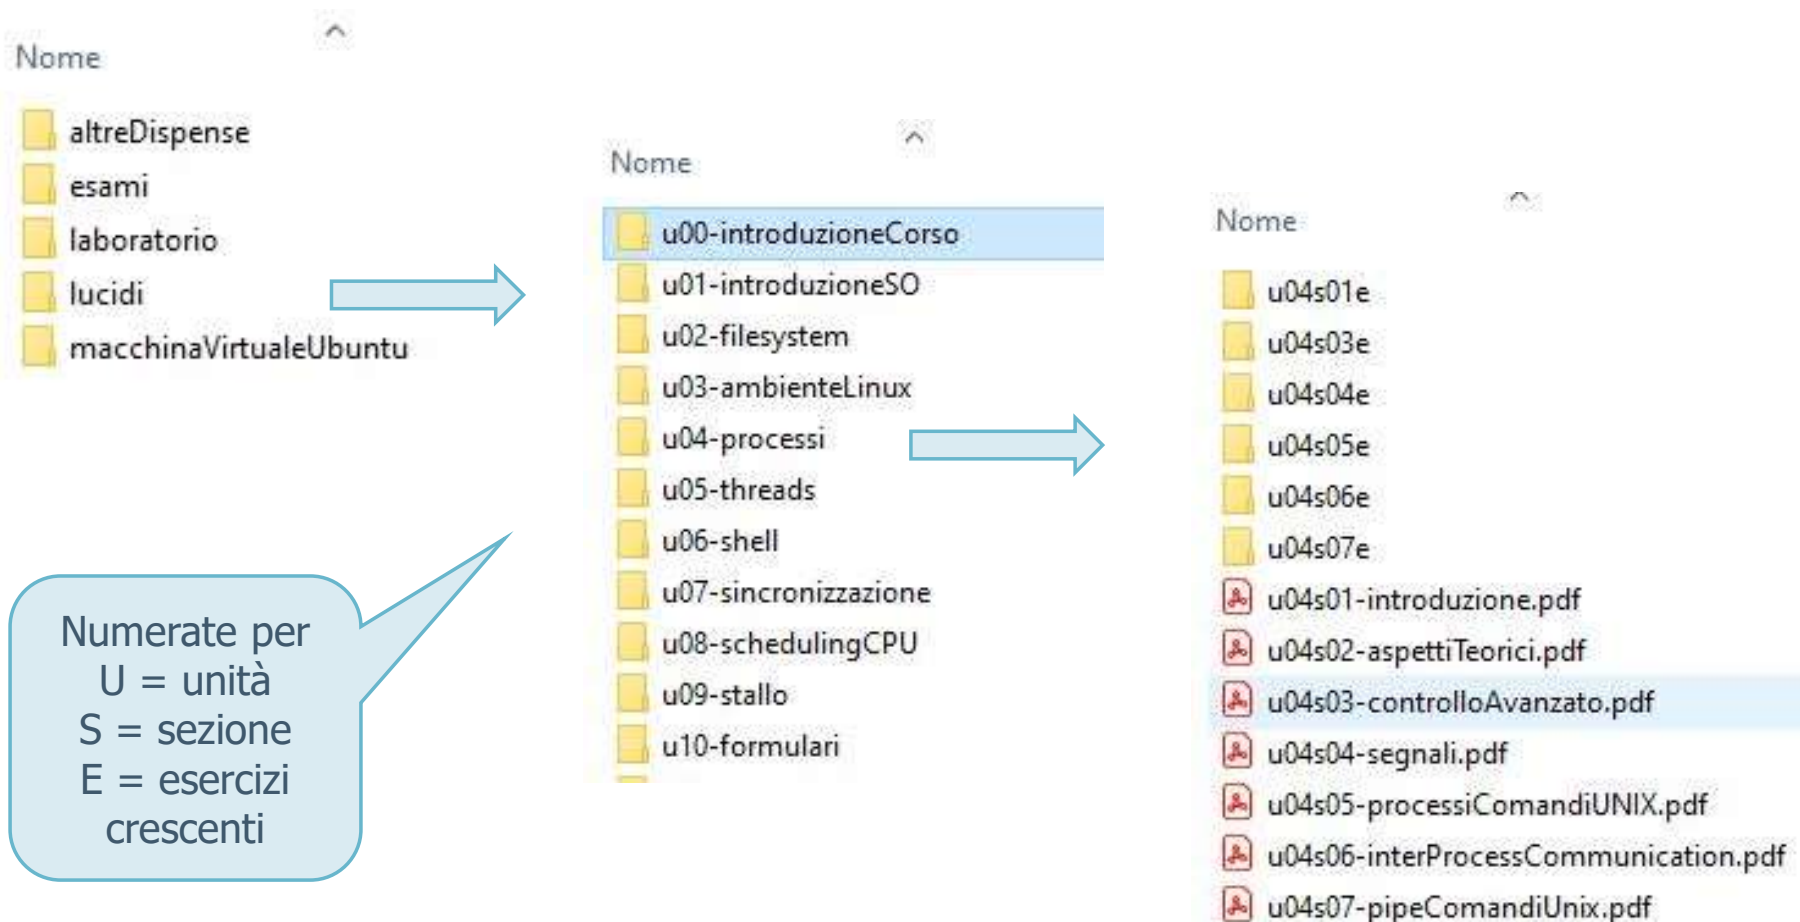 Nome
altreDispense
esami
laboratorio
lucidi
macchinaVirtualeUbuntu
Numerate per
U = unità
S = sezione
E = esercizi
crescenti
Nome
u00-introduzioneCorso
u01-introduzioneSO
u02-filesystem
u03-ambienteLinux
u04-processi
u05-threads
u06-shell
u07-sincronizzazione
u08-schedulingCPU
u09-stallo
u10-formulari
Nome
u04s01e
u04s03e
u04s04e
u04s05e
u04s06e
u04s07e
u04s01-introduzione.pdf
u04s02-aspettiTeorici.pdf
u04s03-controlloAvanzato.pdf
u04s04-segnali.pdf
u04s05-processiComandiUNIX.pdf
u04s06-interProcessCommunication.pdf
u04s07-pipeComandiUnix.pdf